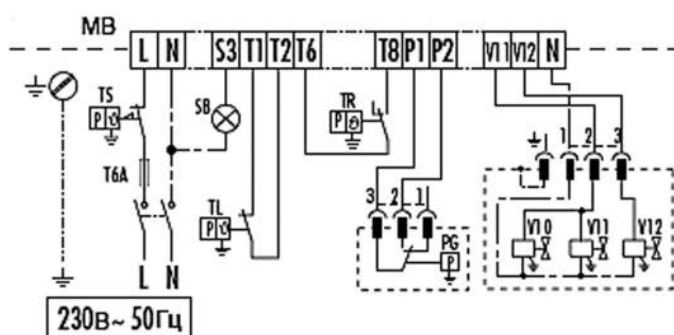 MB
L N S3 T1 T2 T6 T8 P1 P2 V11 V12 N
TS
P
SB
TR
P
T6A
TL
P
1 2 3
3 2 1
PG
P
V10 V11 V12
L N
230В~ 50Гц